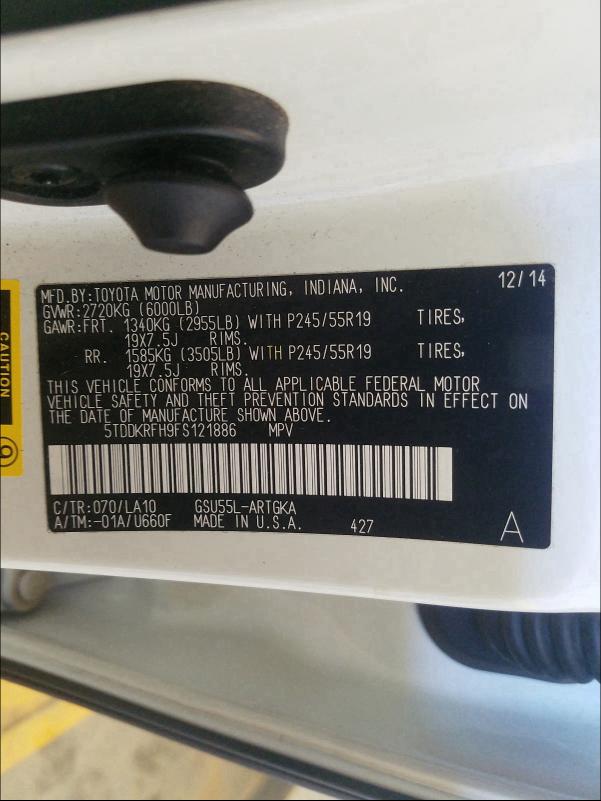 MFD.BY:TOYOTA MOTOR MANUFACTURING, INDIANA, INC. 12/14
GVWR:2720KG (6000LB)
GAWR:FRT. 1340KG (2955LB) WITH P245/55R19 TIRES,
19X7.5J RIMS.
RR. 1585KG (3505LB) WITH P245/55R19 TIRES,
19X7.5J RIMS.
THIS VEHICLE CONFORMS TO ALL APPLICABLE FEDERAL MOTOR
VEHICLE SAFETY AND THEFT PREVENTION STANDARDS IN EFFECT ON
THE DATE OF MANUFACTURE SHOWN ABOVE.
5TDDKRFH9FS121886 MPV
C/TR:070/LA10 GSU55L-ARTGKA
A/TM:-01A/U660F MADE IN U.S.A. 427 A
CAUTION